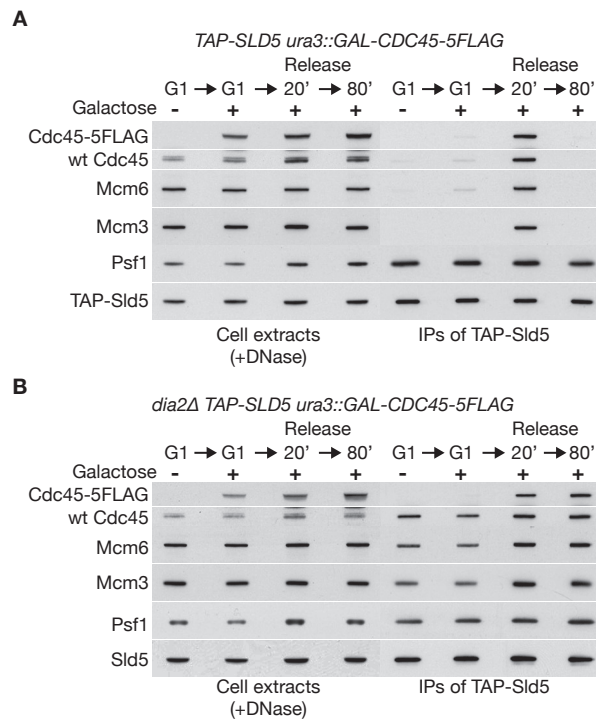 A
TAP-SLD5 ura3::GAL-CDC45-5FLAG
Release Release
G1 → G1 → 20' → 80' G1 → G1 → 20' → 80'
Galactose - + + + - + + +
Cdc45-5FLAG
wt Cdc45
Mcm6
Mcm3
Psf1
TAP-Sld5
Cell extracts IPs of TAP-Sld5
(+DNase)
B
dia2Δ TAP-SLD5 ura3::GAL-CDC45-5FLAG
Release Release
G1 → G1 → 20' → 80' G1 → G1 → 20' → 80'
Galactose - + + + - + + +
Cdc45-5FLAG
wt Cdc45
Mcm6
Mcm3
Psf1
Sld5
Cell extracts IPs of TAP-Sld5
(+DNase)